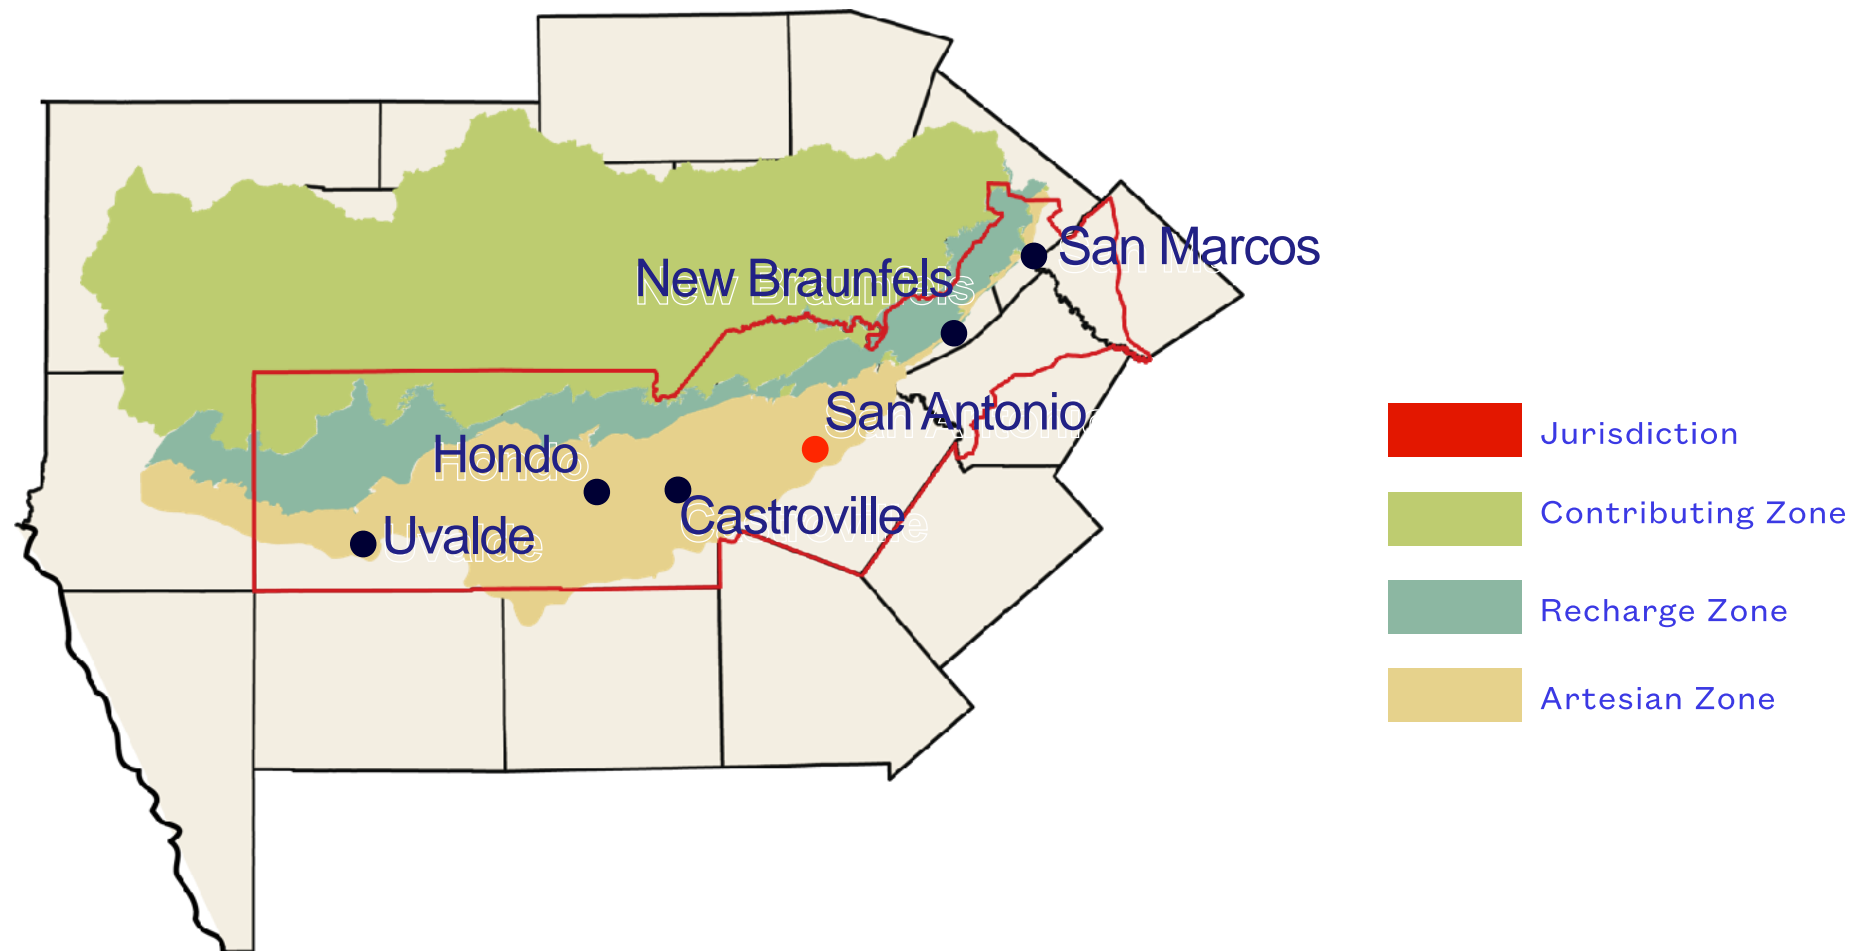 San Marcos
New Braunfels
San Antonio
Hondo
Castroville
Uvalde
Jurisdiction
Contributing Zone
Recharge Zone
Artesian Zone